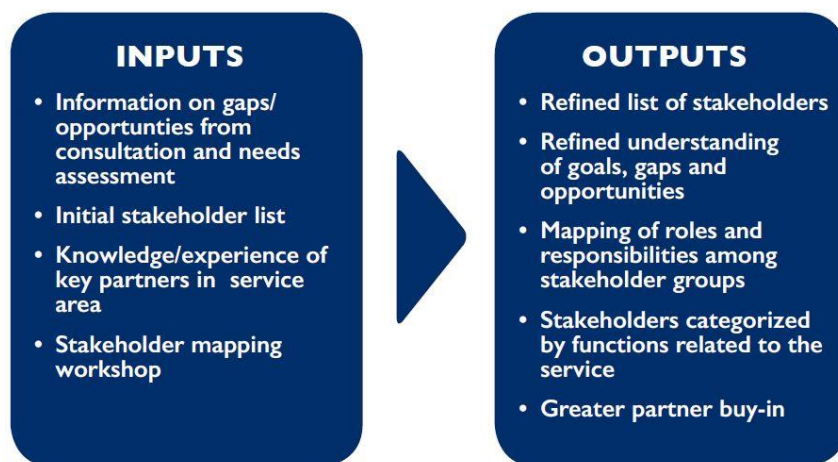 INPUTS
• Information on gaps/
opportunties from
consultation and needs
assessment
• Initial stakeholder list
• Knowledge/experience of
key partners in service
area
• Stakeholder mapping
workshop
OUTPUTS
• Refined list of stakeholders
• Refined understanding
of goals, gaps and
opportunities
• Mapping of roles and
responsibilities among
stakeholder groups
• Stakeholders categorized
by functions related to the
service
• Greater partner buy-in